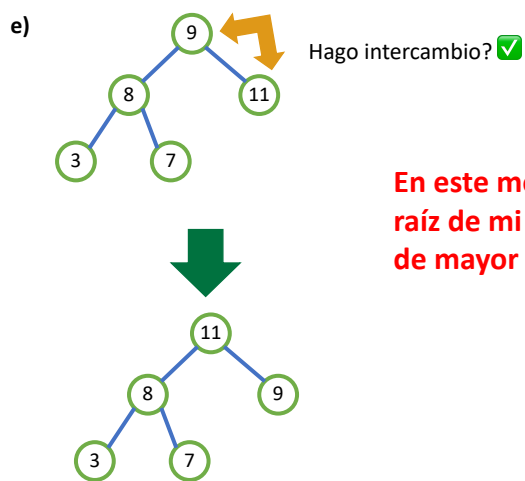 e)
9
Hago intercambio? ✅
8
11
3
7
En este
raíz de mi
de mayor
11
8
9
3
7